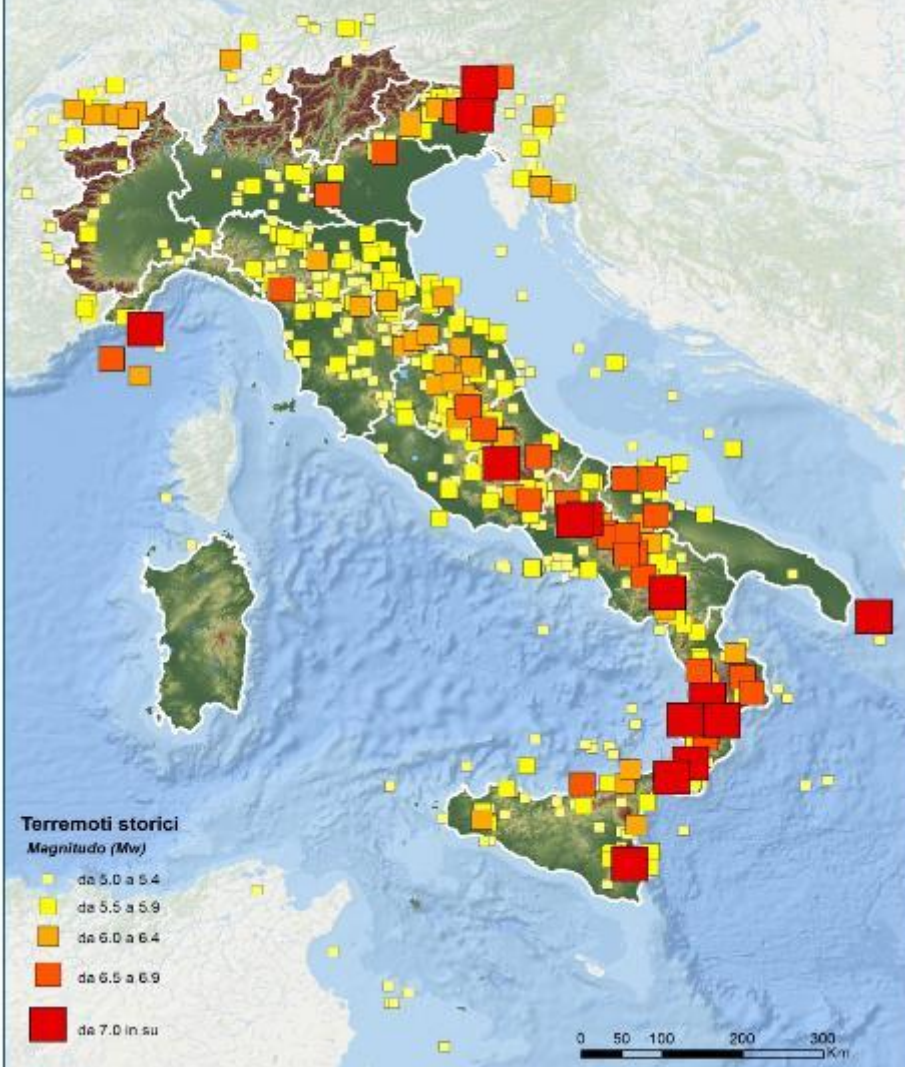 Terremoti storici
Magnitudo (Mw)
da 5.0 a 5.4
da 5.5 a 5.9
da 6.0 a 6.4
da 6.5 a 6.9
da 7.0 in su
0 50 100 200 300
Km